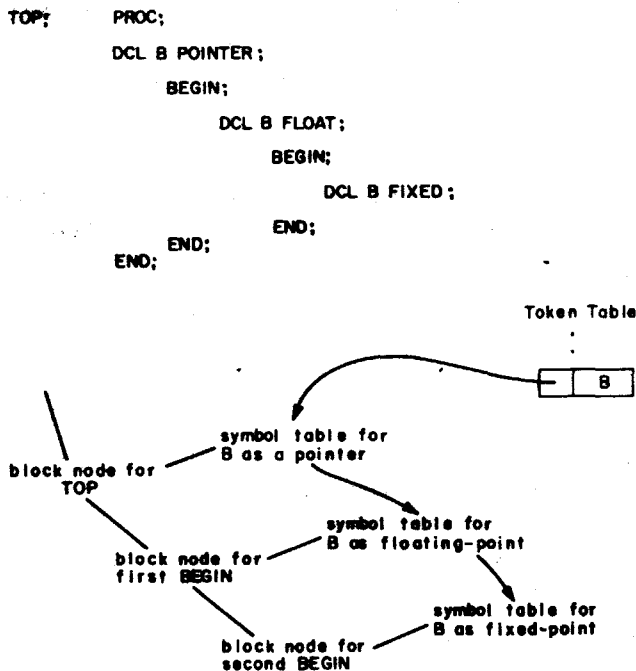 TOP; PROC;
DCL B POINTER;
BEGIN;
DCL B FLOAT;
BEGIN;
DCL B FIXED;
END;
END;
END;
Token Table
B
symbol table for
B as a pointer
block node for
TOP
symbol table for
B as floating-point
block node for
first BEGIN
symbol table for
B as fixed-point
block node for
second BEGIN